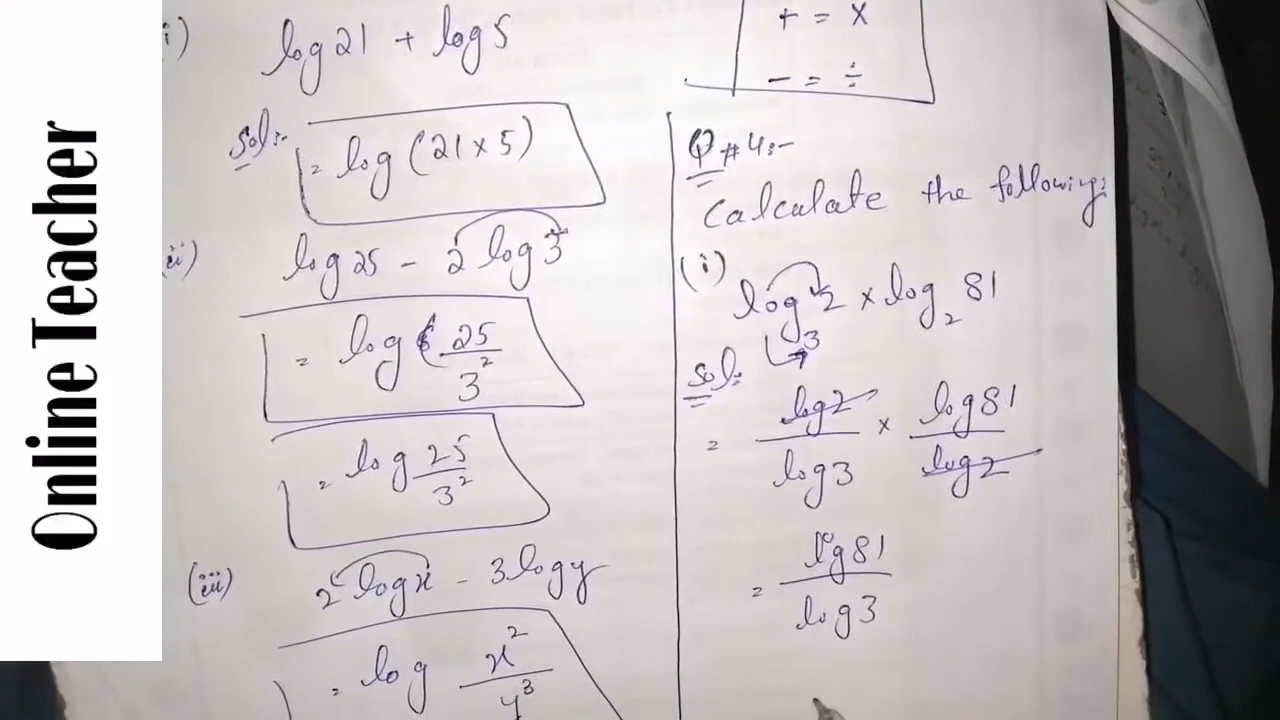 Online Teacher
i) log 21 + log 5
Sol:-
= log (21 × 5)
(ii) log 25 - 2 log 3
= log ( 25 / 3²
= log 25 / 3²
(iii) 2 log x - 3 log y
= log x² / y³
+ = ×
- = ÷
Q#4:-
Calculate the following:
(i) log₃ 2 × log₂ 81
Sol:
= log 2 / log 3 × log 81 / log 2
= log 81 / log 3